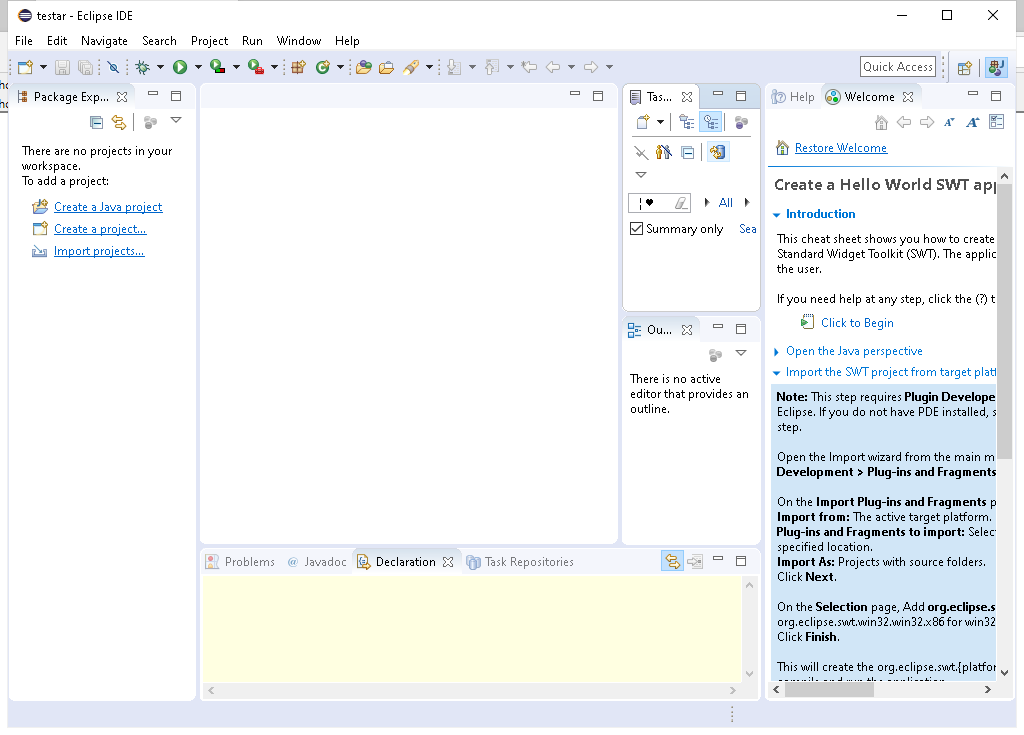 testar - Eclipse IDE
File Edit Navigate Search Project Run Window Help
Quick Access
Package Exp...
There are no projects in your
workspace.
To add a project:
Create a Java project
Create a project...
Import projects...
Tas...
All
Summary only Sea
Ou...
There is no active
editor that provides an
outline.
Problems @ Javadoc Declaration Task Repositories
Help Welcome
Restore Welcome
Create a Hello World SWT app
Introduction
This cheat sheet shows you how to create
Standard Widget Toolkit (SWT). The applic
the user.
If you need help at any step, click the (?) t
Click to Begin
Open the Java perspective
Import the SWT project from target platf
Note: This step requires Plugin Develope
Eclipse. If you do not have PDE installed, s
step.
Open the Import wizard from the main m
Development > Plug-ins and Fragments
On the Import Plug-ins and Fragments p
Import from: The active target platform.
Plug-ins and Fragments to import: Selec
specified location.
Import As: Projects with source folders.
Click Next.
On the Selection page, Add org.eclipse.s
org.eclipse.swt.win32.win32.x86 for win32
Click Finish.
This will create the org.eclipse.swt.{platfo
compile and run the application